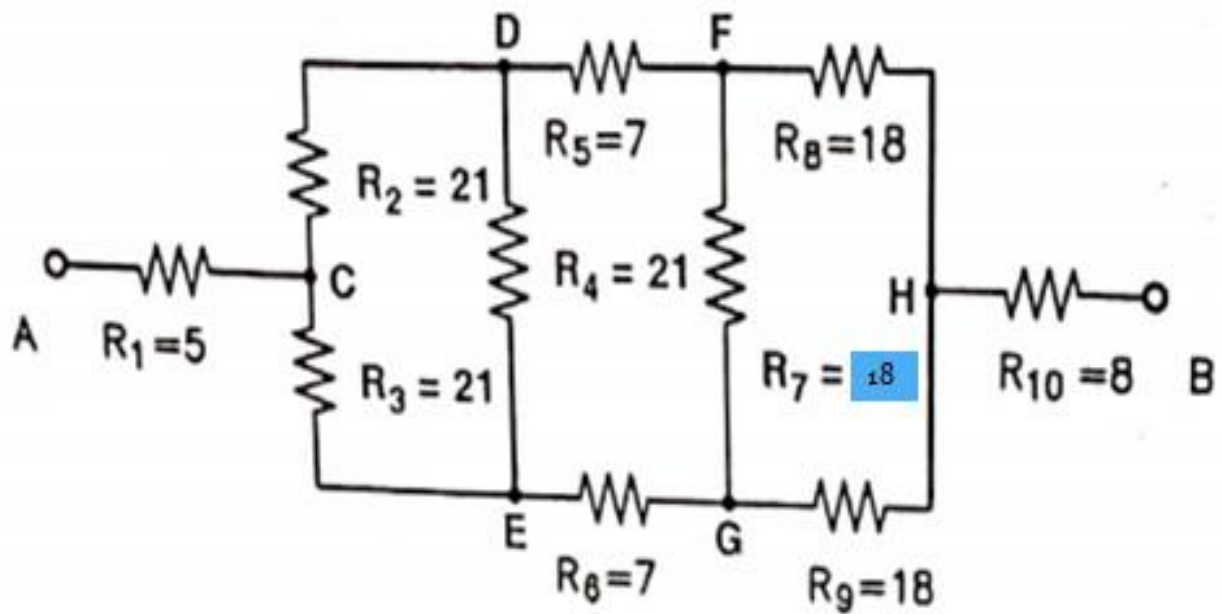 D F
R₅=7 R₈=18
R₂ = 21
C R₄ = 21 H
A R₁=5
R₃ = 21 R₇ = 18 R₁₀ =8 B
E G
R₆=7 R₉=18